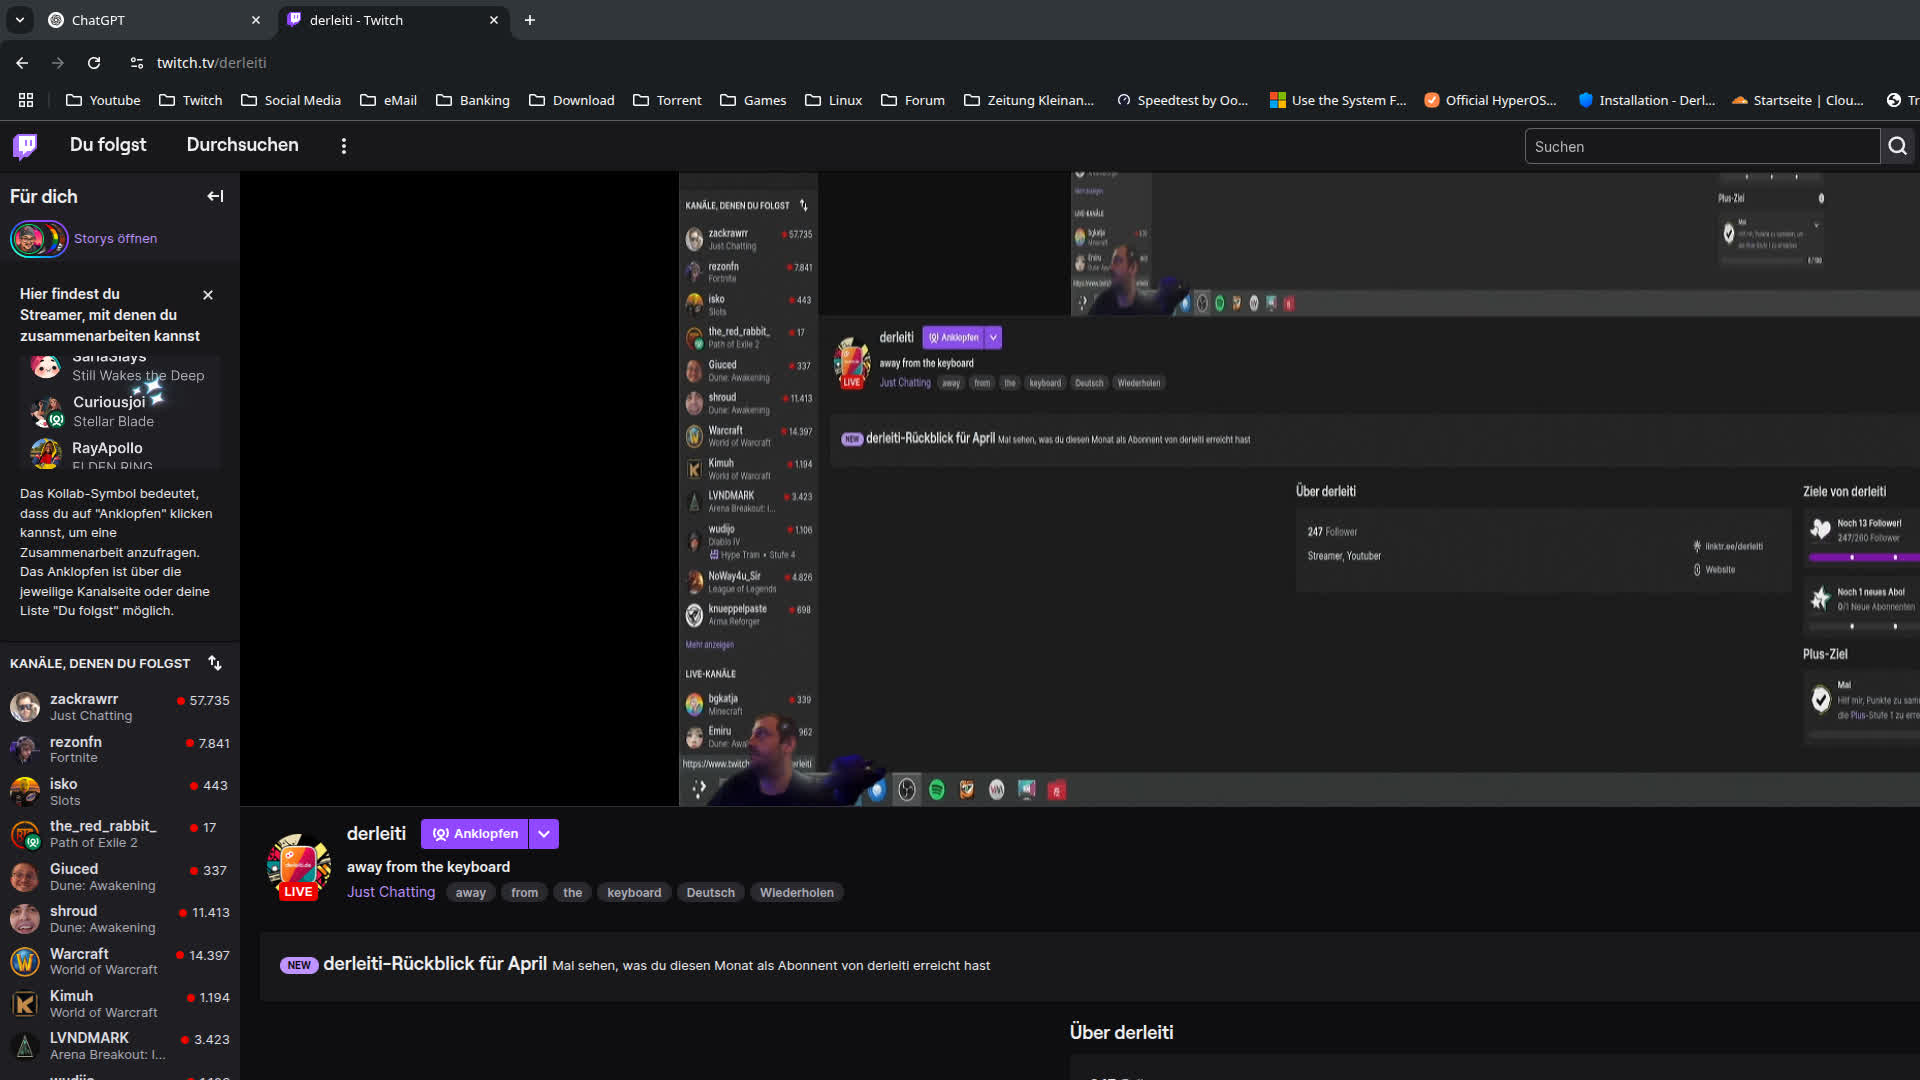 ChatGPT
derleiti - Twitch
twitch.tv/derleiti
Youtube Twitch Social Media eMail Banking Download Torrent Games Linux Forum Zeitung Kleinan... Speedtest by Oo... Use the System F... Official HyperOS... Installation - Derl... Startseite | Clou... Tr
Du folgst Durchsuchen
Suchen
Für dich
Storys öffnen
Hier findest du
Streamer, mit denen du
zusammenarbeiten kannst
Still Wakes the Deep
Curiousjoi
Stellar Blade
RayApollo
ELDEN RING
Das Kollab-Symbol bedeutet,
dass du auf "Anklopfen" klicken
kannst, um eine
Zusammenarbeit anzufragen.
Das Anklopfen ist über die
jeweilige Kanalseite oder deine
Liste "Du folgst" möglich.
KANÄLE, DENEN DU FOLGST
zackrawrr 57.735
Just Chatting
rezonfn 7.841
Fortnite
isko 443
Slots
the_red_rabbit_ 17
Path of Exile 2
Giuced 337
Dune: Awakening
shroud 11.413
Dune: Awakening
Warcraft 14.397
World of Warcraft
Kimuh 1.194
World of Warcraft
LVNDMARK 3.423
Arena Breakout: I...
KANÄLE, DENEN DU FOLGST
zackrawrr 57.735
Just Chatting
rezonfn 7.841
Fortnite
isko 443
Slots
the_red_rabbit_ 17
Path of Exile 2
Giuced 337
Dune: Awakening
shroud 11.413
Dune: Awakening
Warcraft 14.397
World of Warcraft
Kimuh 1.194
World of Warcraft
LVNDMARK 3.423
Arena Breakout: I...
wudijo 1.106
Diablo IV
Hype Train • Stufe 4
NoWay4u_Sir 4.826
League of Legends
knueppelpaste 698
Arma Reforger
Mehr anzeigen
LIVE-KANÄLE
bgkatja 339
Minecraft
Emiru 962
Dune: Awa
https://www.twitch erleiti
LIVE-KANÄLE
bgkatja
Minecraft
Emiru
Plus-Ziel
Mai
0/100
derleiti Anklopfen
away from the keyboard
LIVE
Just Chatting away from the keyboard Deutsch Wiederholen
NEW derleiti-Rückblick für April Mal sehen, was du diesen Monat als Abonnent von derleiti erreicht hast
Über derleiti
247 Follower
Streamer, Youtuber
linktr.ee/derleiti
Website
Ziele von derleiti
Noch 13 Follower!
247/260 Follower
Noch 1 neues Abo!
0/1 Neue Abonnenten
Plus-Ziel
Mai
Hilf mir, Punkte zu sam
die Plus-Stufe 1 zu erre
derleiti Anklopfen
away from the keyboard
LIVE
Just Chatting away from the keyboard Deutsch Wiederholen
NEW derleiti-Rückblick für April Mal sehen, was du diesen Monat als Abonnent von derleiti erreicht hast
Über derleiti